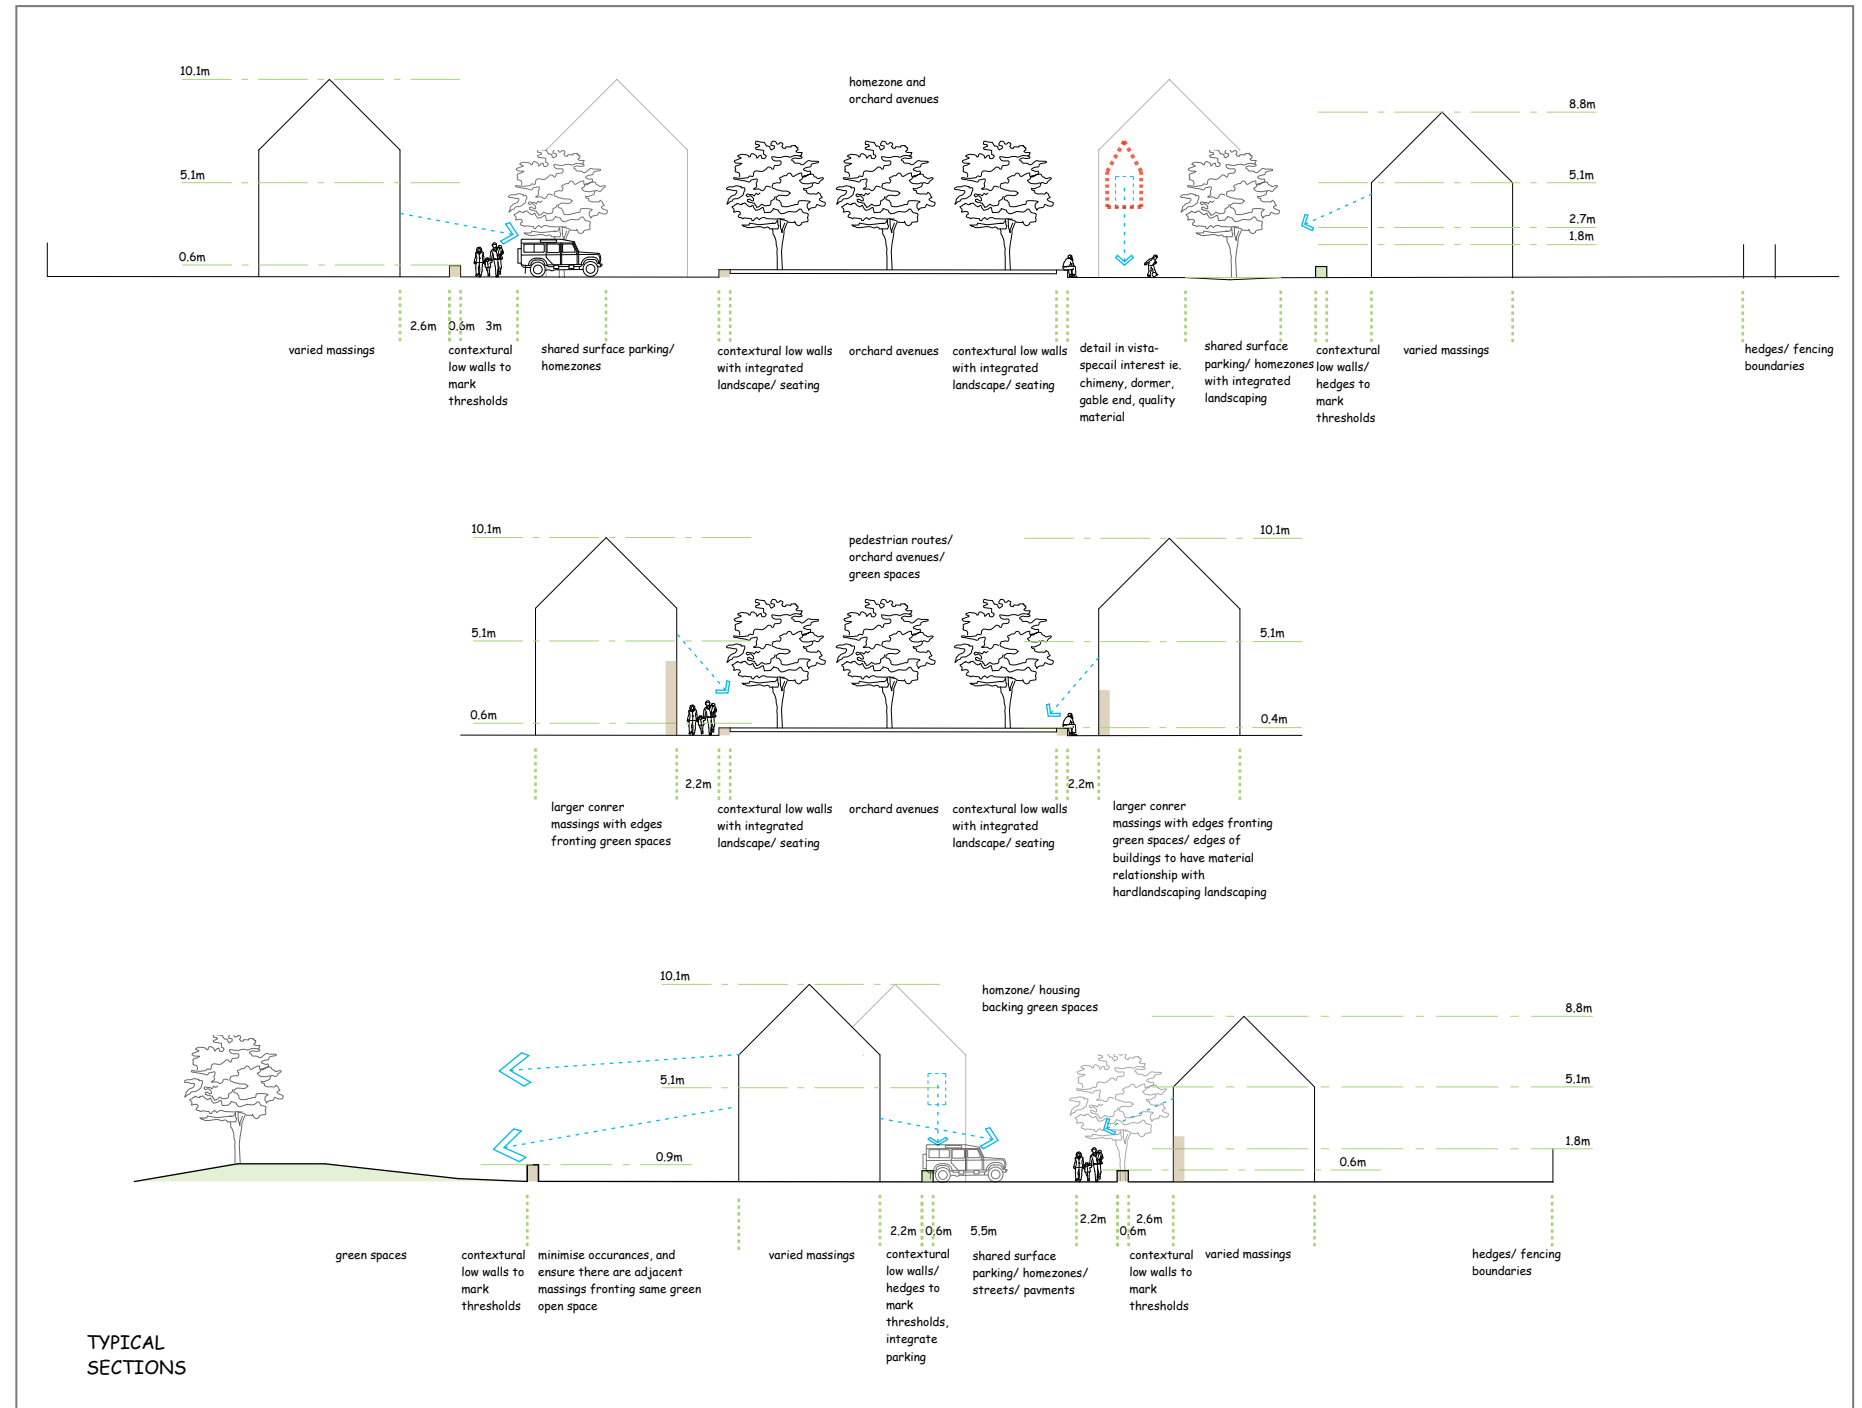 homezone and
orchard avenues
10.1m
5.1m
0.6m
8.8m
5.1m
2.7m
1.8m
2.6m
0.6m
3m
varied massings
contextural
low walls to
mark
thresholds
shared surface parking/
homezones
contextural low walls
with integrated
landscape/ seating
orchard avenues
contextural low walls
with integrated
landscape/ seating
detail in vista-
specail interest ie.
chimeny, dormer,
gable end, quality
material
shared surface
parking/ homezones
with integrated
landscaping
contextural
low walls/
hedges to
mark
thresholds
varied massings
hedges/ fencing
boundaries
pedestrian routes/
orchard avenues/
green spaces
10.1m
5.1m
0.6m
10.1m
5.1m
0.4m
2.2m
2.2m
larger conrer
massings with edges
fronting green spaces
contextural low walls
with integrated
landscape/ seating
orchard avenues
contextural low walls
with integrated
landscape/ seating
larger conrer
massings with edges fronting
green spaces/ edges of
buildings to have material
relationship with
hardlandscaping landscaping
homzone/ housing
backing green spaces
10.1m
5.1m
0.9m
8.8m
5.1m
1.8m
0.6m
2.2m
0.6m
5.5m
2.2m
0.6m
2.6m
green spaces
contextural
low walls to
mark
thresholds
minimise occurances, and
ensure there are adjacent
massings fronting same green
open space
varied massings
contextural
low walls/
hedges to
mark
thresholds,
integrate
parking
shared surface
parking/ homezones/
streets/ pavments
contextural
low walls to
mark
thresholds
varied massings
hedges/ fencing
boundaries
TYPICAL
SECTIONS